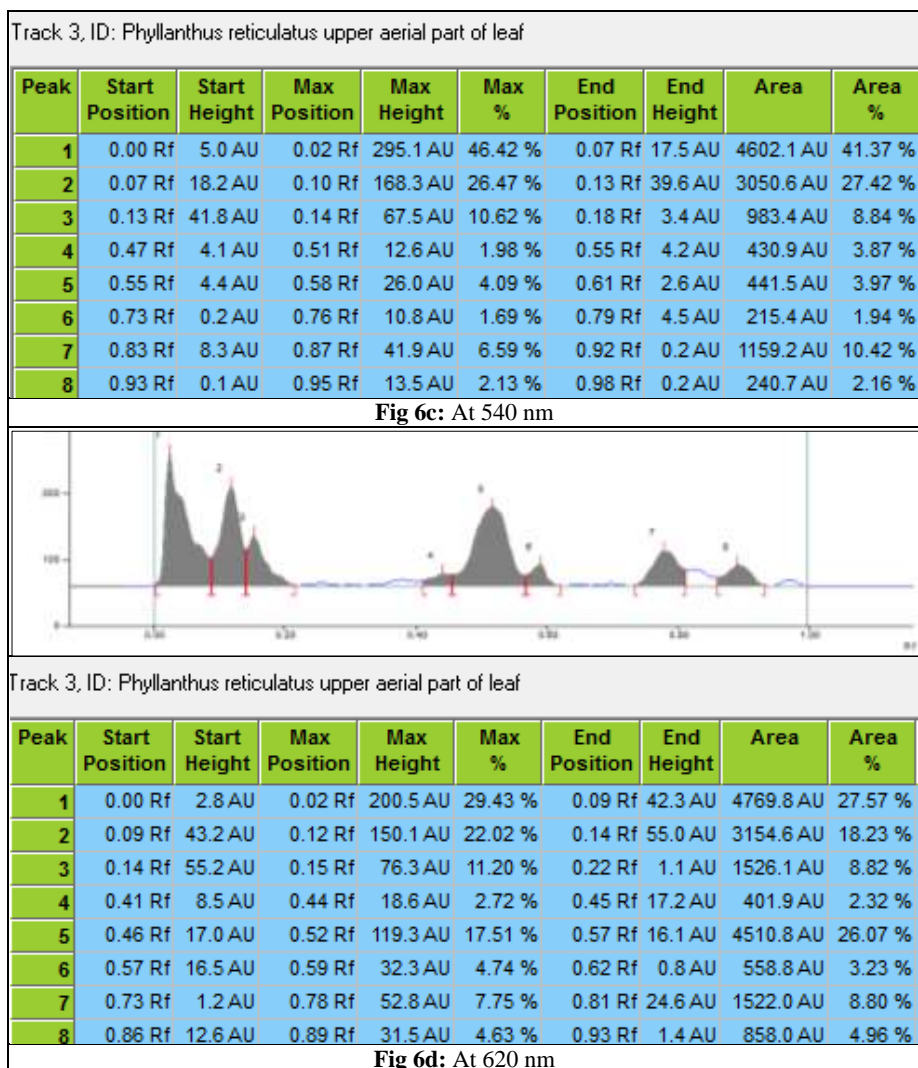 Track 3, ID: Phyllanthus reticulatus upper aerial part of leaf
Peak Start Position Start Height Max Position Max Height Max % End Position End Height Area Area %
1 0.00 Rf 5.0 AU 0.02 Rf 295.1 AU 46.42 % 0.07 Rf 17.5 AU 4602.1 AU 41.37 %
2 0.07 Rf 18.2 AU 0.10 Rf 168.3 AU 26.47 % 0.13 Rf 39.6 AU 3050.6 AU 27.42 %
3 0.13 Rf 41.8 AU 0.14 Rf 67.5 AU 10.62 % 0.18 Rf 3.4 AU 983.4 AU 8.84 %
4 0.47 Rf 4.1 AU 0.51 Rf 12.6 AU 1.98 % 0.55 Rf 4.2 AU 430.9 AU 3.87 %
5 0.55 Rf 4.4 AU 0.58 Rf 26.0 AU 4.09 % 0.61 Rf 2.6 AU 441.5 AU 3.97 %
6 0.73 Rf 0.2 AU 0.76 Rf 10.8 AU 1.69 % 0.79 Rf 4.5 AU 215.4 AU 1.94 %
7 0.83 Rf 8.3 AU 0.87 Rf 41.9 AU 6.59 % 0.92 Rf 0.2 AU 1159.2 AU 10.42 %
8 0.93 Rf 0.1 AU 0.95 Rf 13.5 AU 2.13 % 0.98 Rf 0.2 AU 240.7 AU 2.16 %
Fig 6c: At 540 nm
100
0.20 0.40 1.00
Track 3, ID: Phyllanthus reticulatus upper aerial part of leaf
Peak Start Position Start Height Max Position Max Height Max % End Position End Height Area Area %
1 0.00 Rf 2.8 AU 0.02 Rf 200.5 AU 29.43 % 0.09 Rf 42.3 AU 4769.8 AU 27.57 %
2 0.09 Rf 43.2 AU 0.12 Rf 150.1 AU 22.02 % 0.14 Rf 55.0 AU 3154.6 AU 18.23 %
3 0.14 Rf 55.2 AU 0.15 Rf 76.3 AU 11.20 % 0.22 Rf 1.1 AU 1526.1 AU 8.82 %
4 0.41 Rf 8.5 AU 0.44 Rf 18.6 AU 2.72 % 0.45 Rf 17.2 AU 401.9 AU 2.32 %
5 0.46 Rf 17.0 AU 0.52 Rf 119.3 AU 17.51 % 0.57 Rf 16.1 AU 4510.8 AU 26.07 %
6 0.57 Rf 16.5 AU 0.59 Rf 32.3 AU 4.74 % 0.62 Rf 0.8 AU 558.8 AU 3.23 %
7 0.73 Rf 1.2 AU 0.78 Rf 52.8 AU 7.75 % 0.81 Rf 24.6 AU 1522.0 AU 8.80 %
8 0.86 Rf 12.6 AU 0.89 Rf 31.5 AU 4.63 % 0.93 Rf 1.4 AU 858.0 AU 4.96 %
Fig 6d: At 620 nm